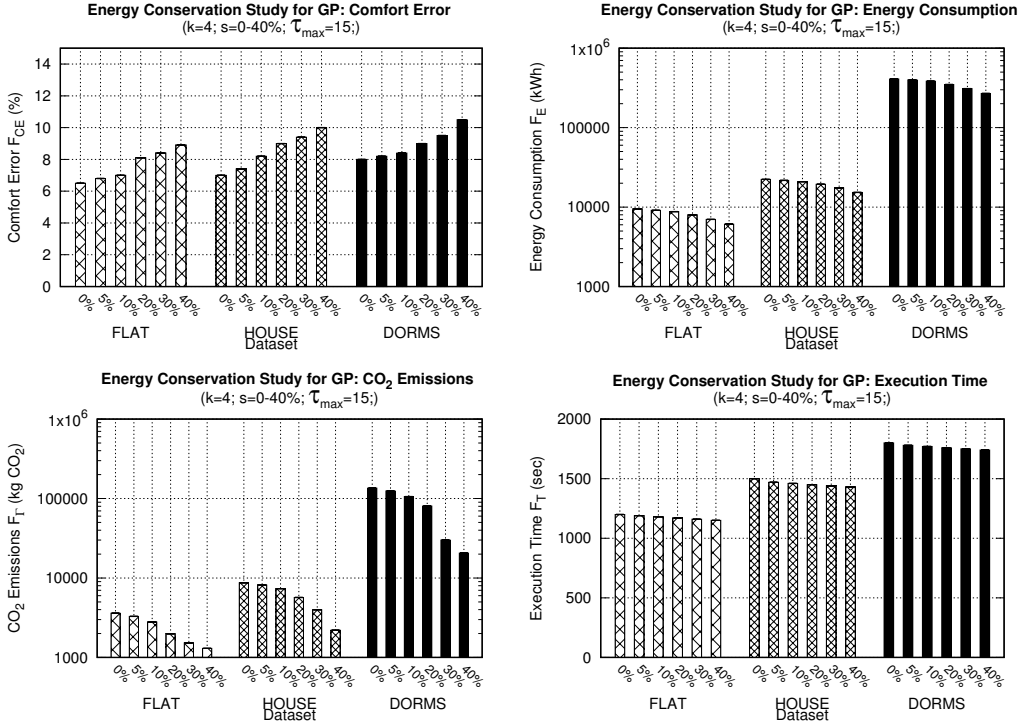 Energy Conservation Study for GP: Comfort Error
(k=4; s=0-40%; τmax=15;)
Comfort Error FCE (%)
14
12
10
8
6
4
2
0
0% 5% 10% 20% 30% 40% 0% 5% 10% 20% 30% 40% 0% 5% 10% 20% 30% 40%
FLAT HOUSE DORMS
Dataset
Energy Conservation Study for GP: Energy Consumption
(k=4; s=0-40%; τmax=15;)
Energy Consumption FE (kWh)
1x10^6
100000
10000
1000
0% 5% 10% 20% 30% 40% 0% 5% 10% 20% 30% 40% 0% 5% 10% 20% 30% 40%
FLAT HOUSE DORMS
Dataset
Energy Conservation Study for GP: CO2 Emissions
(k=4; s=0-40%; τmax=15;)
CO2 Emissions FΓ (kg CO2)
1x10^6
100000
10000
1000
0% 5% 10% 20% 30% 40% 0% 5% 10% 20% 30% 40% 0% 5% 10% 20% 30% 40%
FLAT HOUSE DORMS
Dataset
Energy Conservation Study for GP: Execution Time
(k=4; s=0-40%; τmax=15;)
Execution Time FT (sec)
2000
1500
1000
500
0
0% 5% 10% 20% 30% 40% 0% 5% 10% 20% 30% 40% 0% 5% 10% 20% 30% 40%
FLAT HOUSE DORMS
Dataset